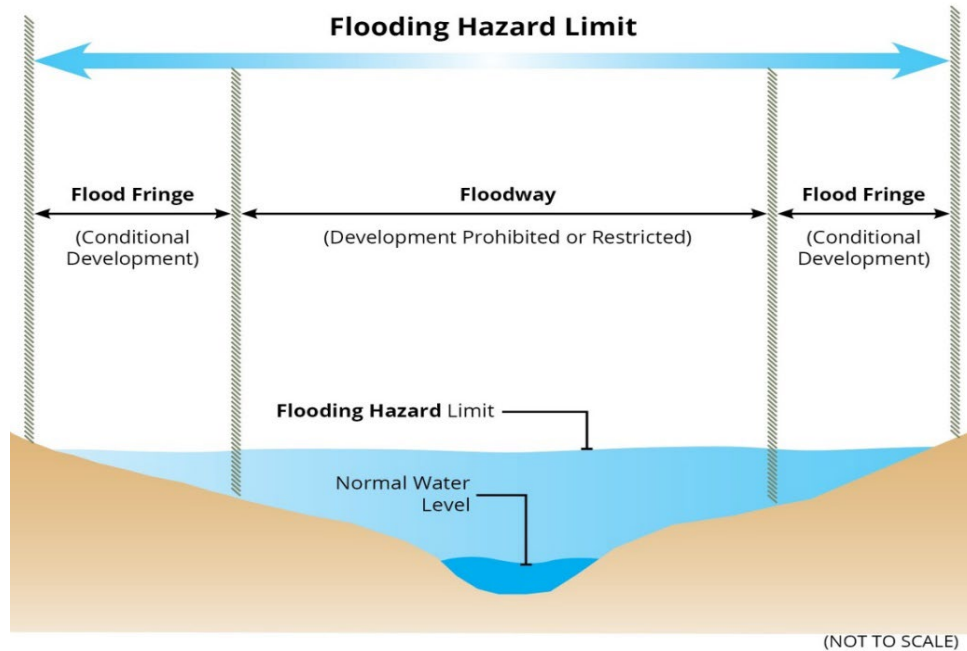 Flooding Hazard Limit
Flood Fringe
(Conditional
Development)
Floodway
(Development Prohibited or Restricted)
Flood Fringe
(Conditional
Development)
Flooding Hazard Limit
Normal Water
Level
(NOT TO SCALE)